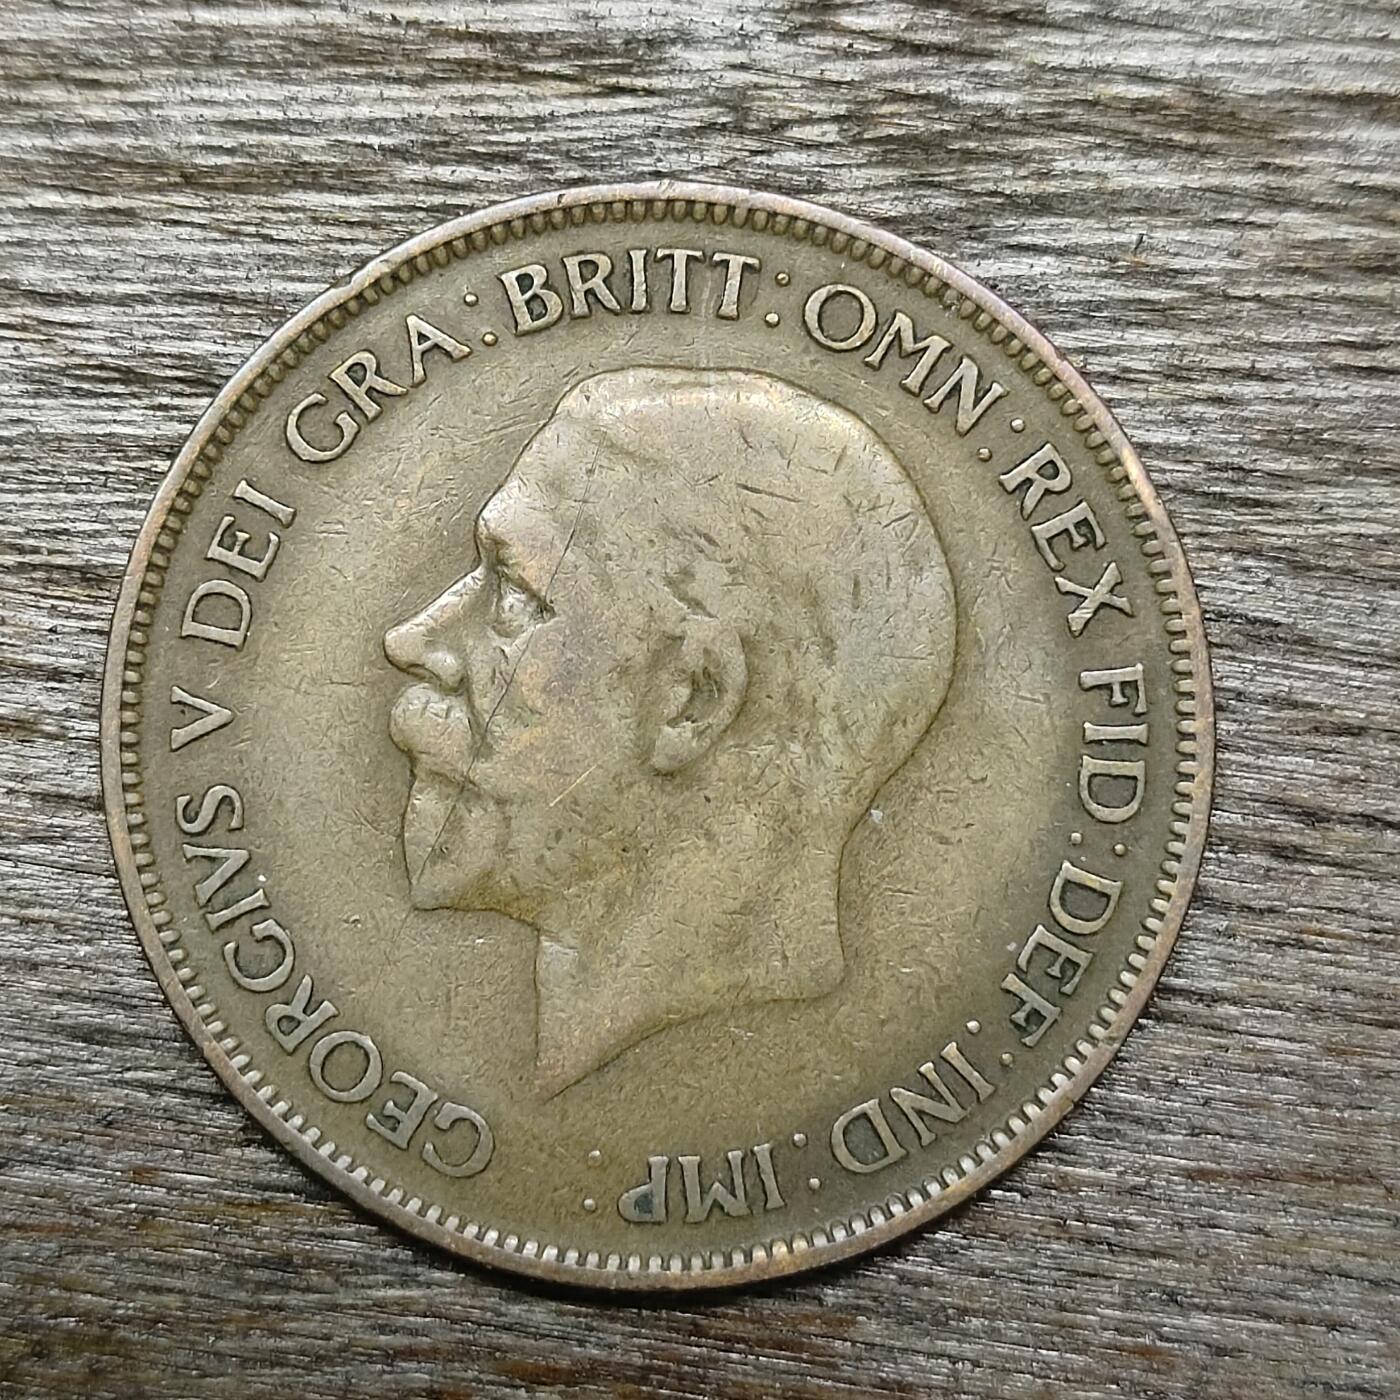 GEORGIVS V DEI GRA: BRITT: OMN: REX FID: DEF: IND: IMP: